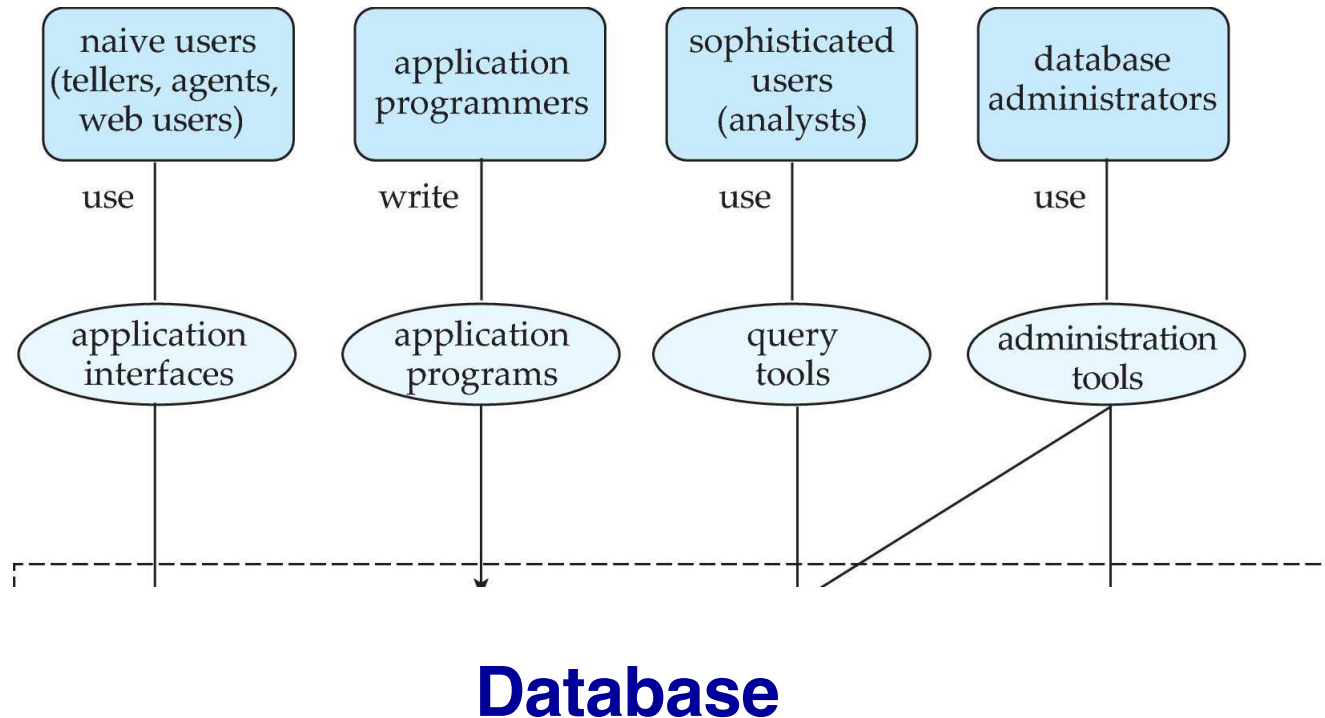 naive users
(tellers, agents,
web users)
application
programmers
sophisticated
users
(analysts)
database
administrators
use
write
use
use
application
interfaces
application
programs
query
tools
administration
tools
Database